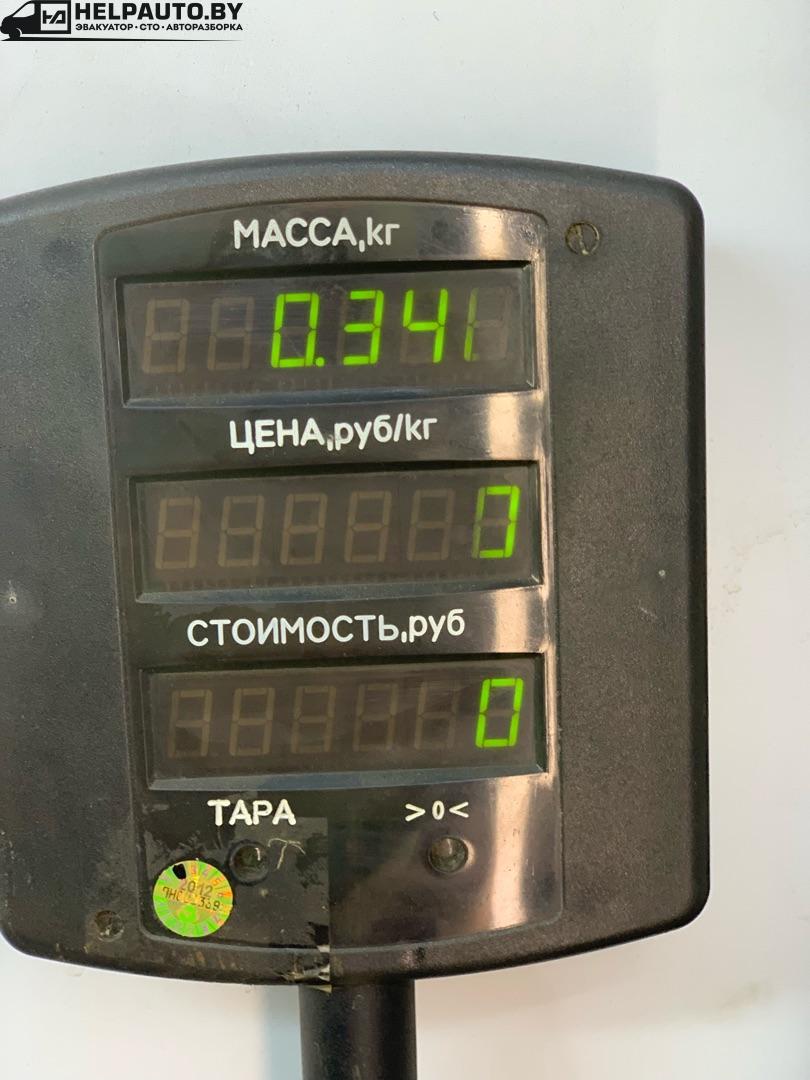 HELPAUTO.BY
ЭВАКУАТОР•СТО•АВТОРАЗБОРКА
МАССА,кг
0.341
ЦЕНА,руб/кг
0
СТОИМОСТЬ,руб
0
ТАРА >0<
2012